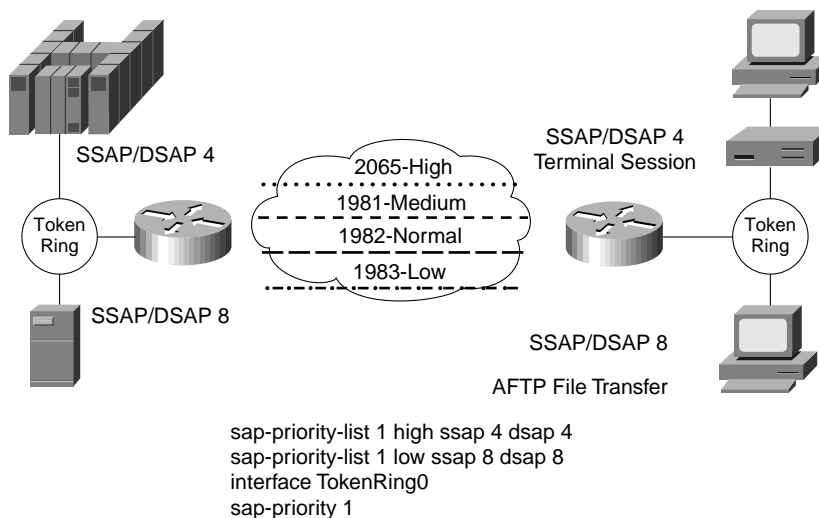 SSAP/DSAP 4
SSAP/DSAP 4
Terminal Session
2065-High
1981-Medium
1982-Normal
1983-Low
Token
Ring
Token
Ring
SSAP/DSAP 8
SSAP/DSAP 8
AFTP File Transfer
sap-priority-list 1 high ssap 4 dsap 4
sap-priority-list 1 low ssap 8 dsap 8
interface TokenRing0
sap-priority 1